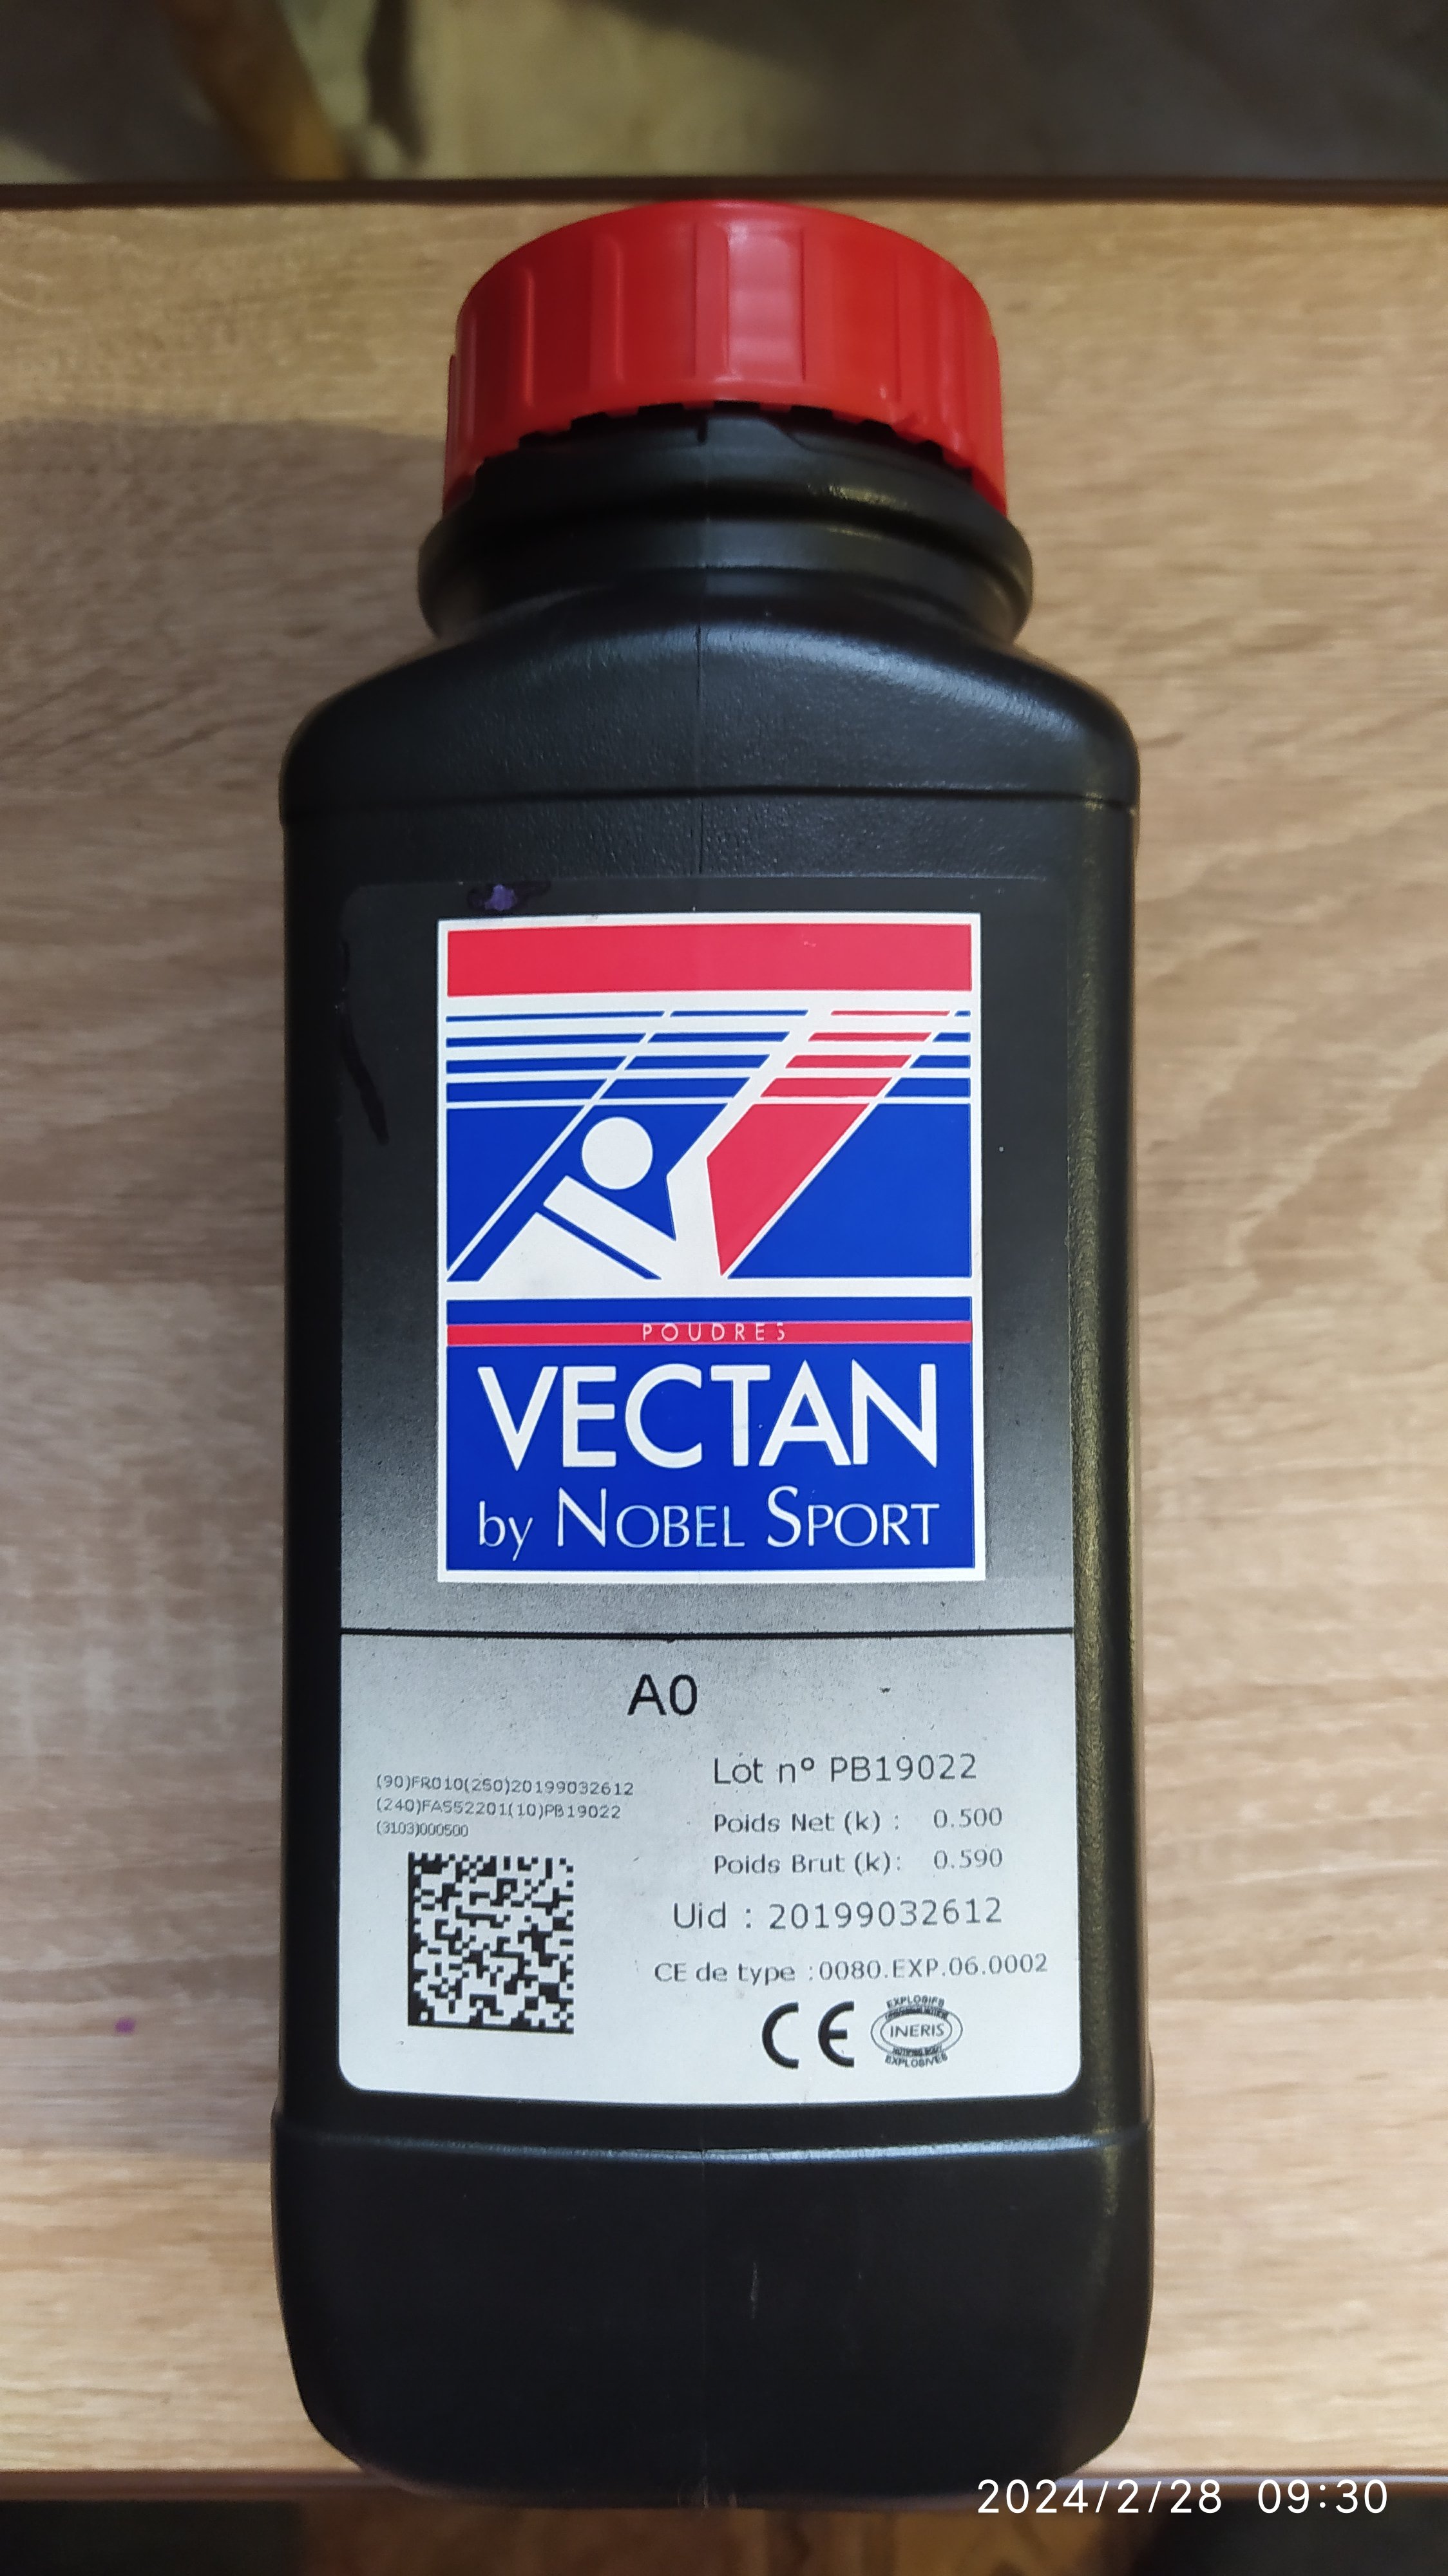 POUDRES
VECTAN
by NOBEL SPORT
A0
Lot nº PB19022
(90)FR010(250)20199032612
(240)FAS52201(10)PB19022
(3103)000500
Poids Net (k) : 0.500
Poids Brut (k): 0.590
Uid : 20199032612
CE de type :0080.EXP.06.0002
CE
EXPLOSIFS
INERIS
EXPLOSIVES
2024/2/28 09:30